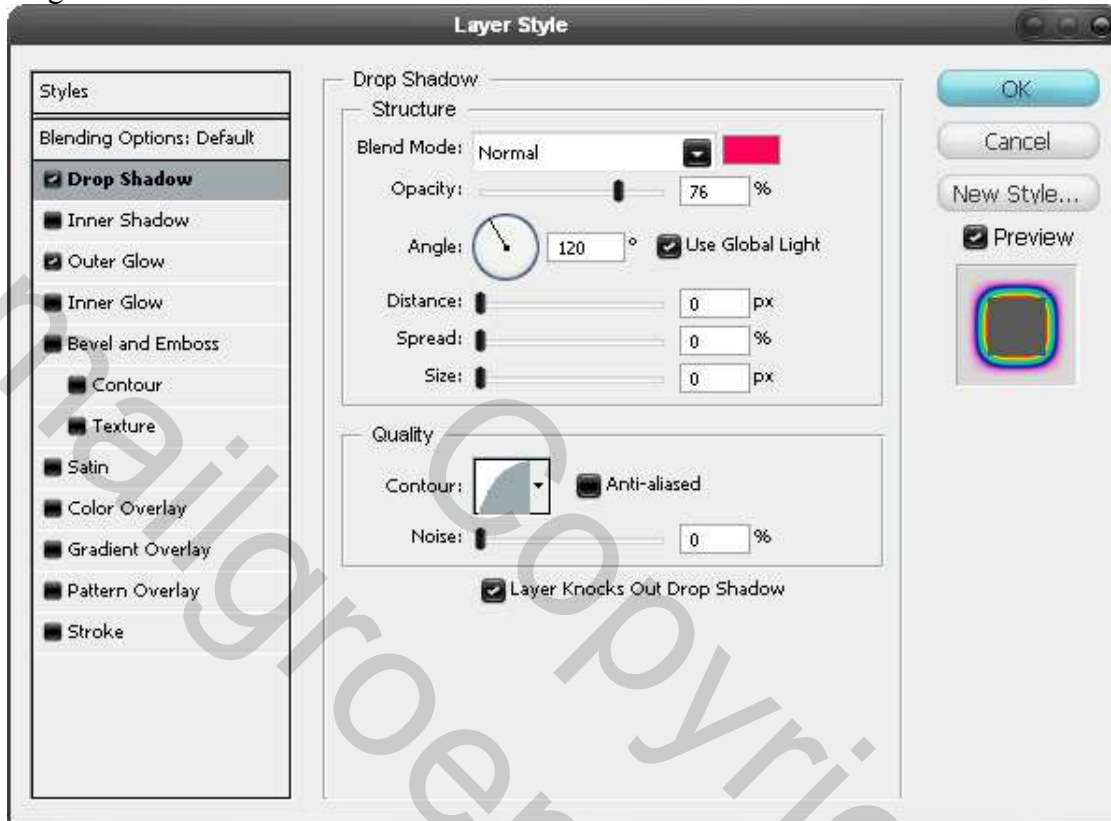 Layer Style
Styles
Blending Options: Default
Drop Shadow
Inner Shadow
Outer Glow
Inner Glow
Bevel and Emboss
Contour
Texture
Satin
Color Overlay
Gradient Overlay
Pattern Overlay
Stroke
Drop Shadow
Structure
Blend Mode: Normal
Opacity: 76 %
Angle: 120 ° Use Global Light
Distance: 0 px
Spread: 0 %
Size: 0 px
Quality
Contour: Anti-aliased
Noise: 0 %
Layer Knocks Out Drop Shadow
OK
Cancel
New Style...
Preview